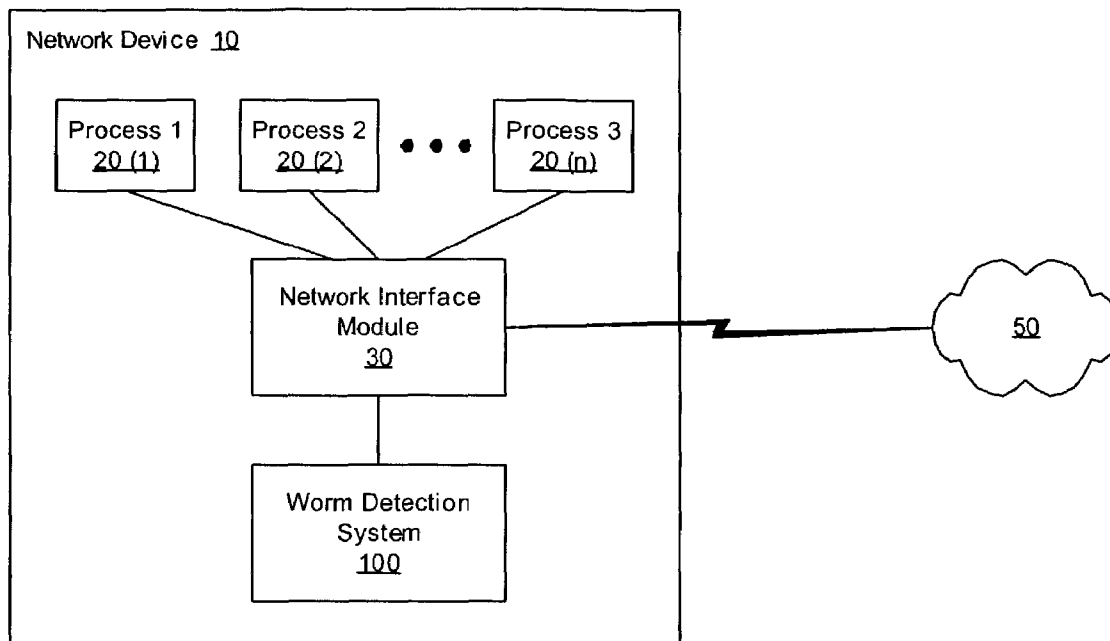 Network Device 10
Process 1
20 (1)
Process 2
20 (2)
Process 3
20 (n)
Network Interface
Module
30
50
Worm Detection
System
100